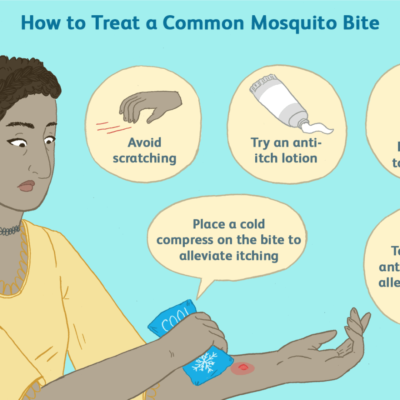 How to Treat a Common Mosquito Bite
Avoid
scratching
Try an anti-
itch lotion
Place a cold
compress on the bite to
alleviate itching
COOL